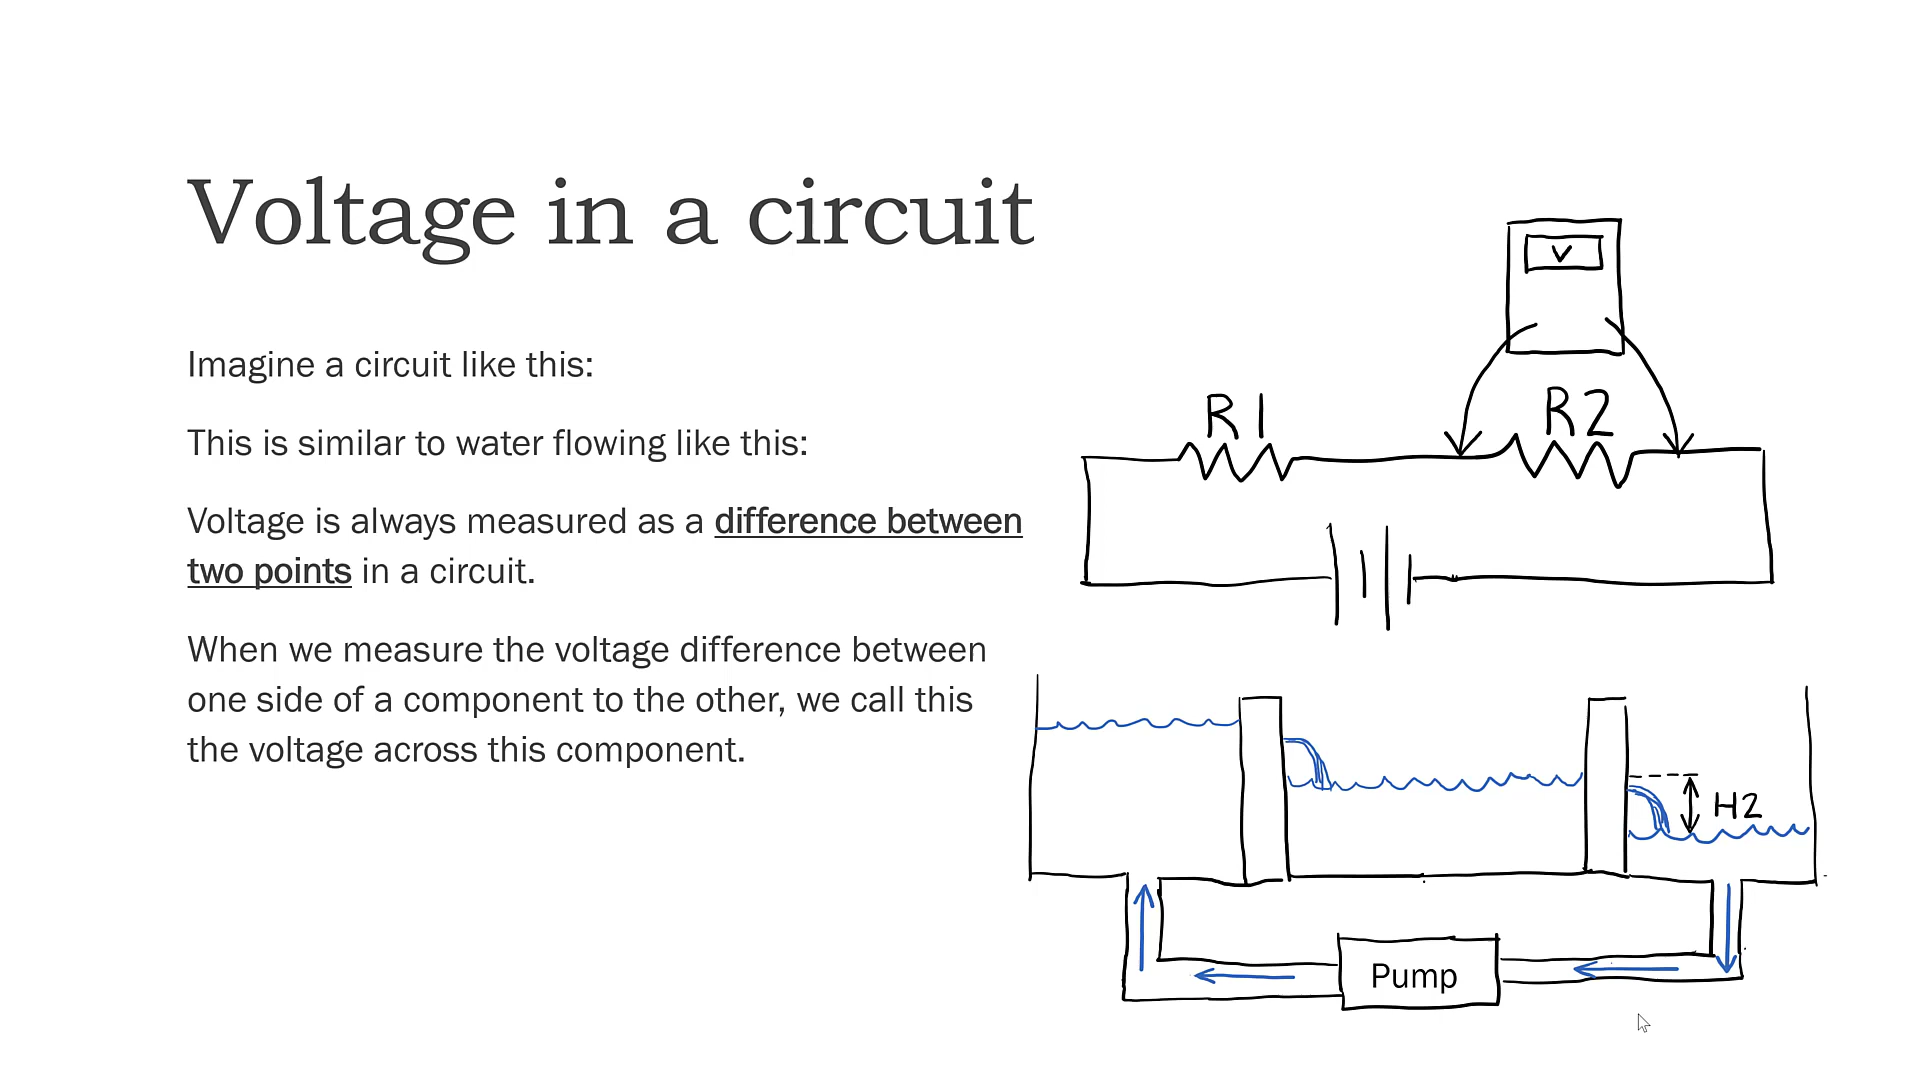 Voltage in a circuit
Imagine a circuit like this:
This is similar to water flowing like this:
Voltage is always measured as a difference between
two points in a circuit.
When we measure the voltage difference between
one side of a component to the other, we call this
the voltage across this component.
V
R1
R2
H2
Pump